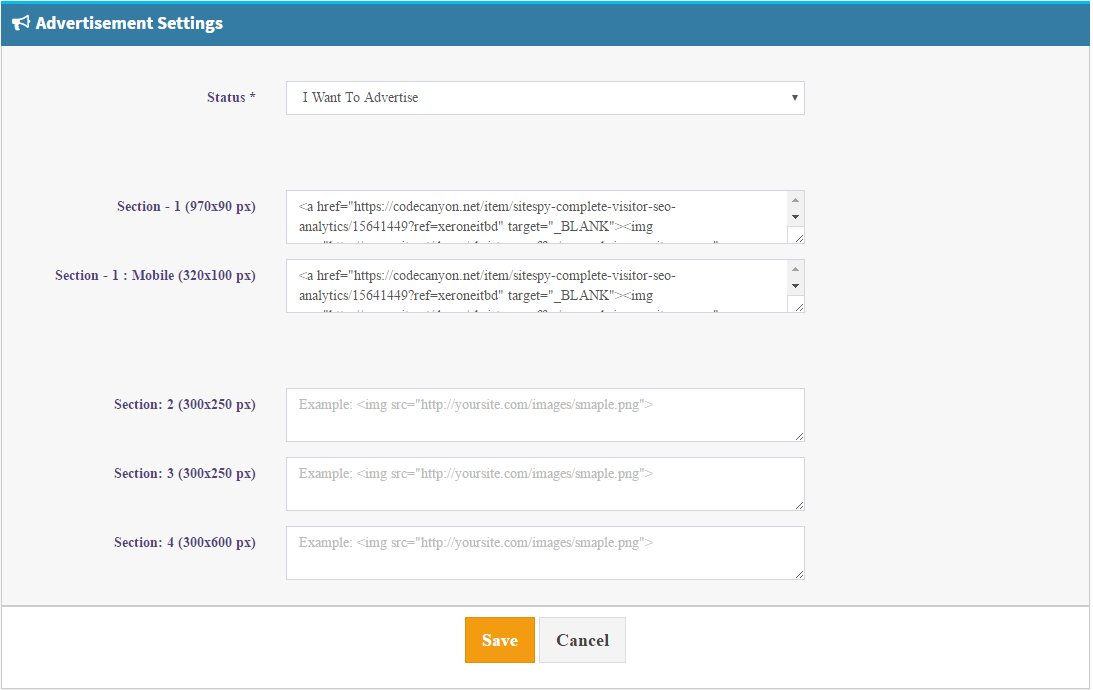 Advertisement Settings
Status *
I Want To Advertise
Section - 1 (970x90 px)
<a href="https://codecanyon.net/item/sitespy-complete-visitor-seo-
analytics/15641449?ref=xeroneitbd" target="_BLANK"><img
Section - 1 : Mobile (320x100 px)
<a href="https://codecanyon.net/item/sitespy-complete-visitor-seo-
analytics/15641449?ref=xeroneitbd" target="_BLANK"><img
Section: 2 (300x250 px)
Example: <img src="http://yoursite.com/images/smaple.png">
Section: 3 (300x250 px)
Example: <img src="http://yoursite.com/images/smaple.png">
Section: 4 (300x600 px)
Example: <img src="http://yoursite.com/images/smaple.png">
Save
Cancel